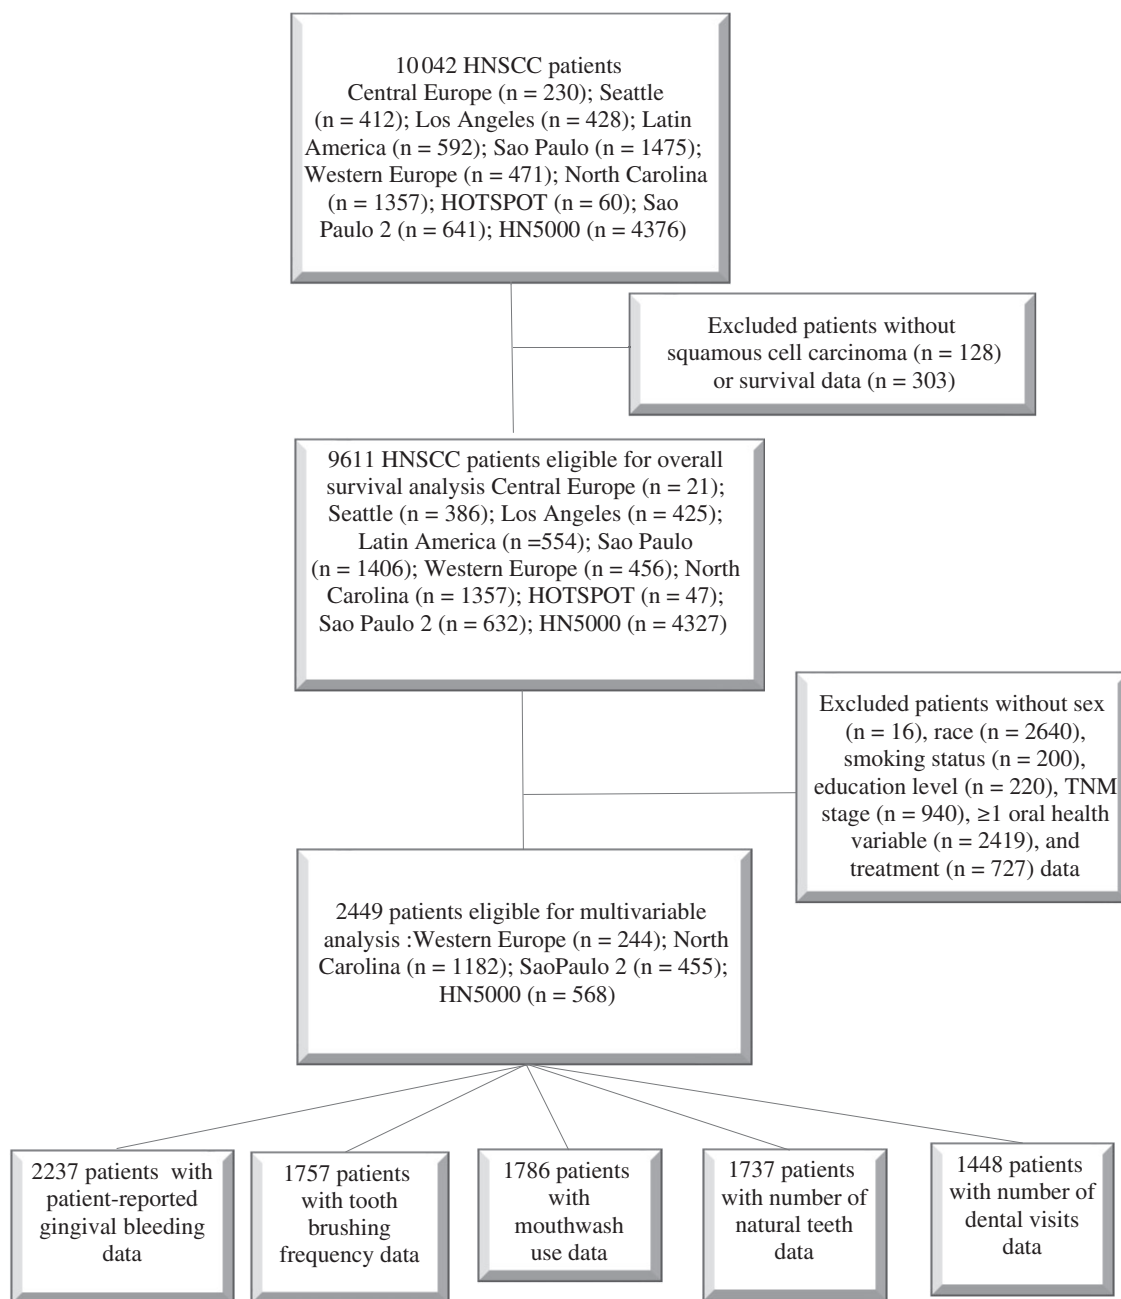 10 042 HNSCC patients
Central Europe (n = 230); Seattle
(n = 412); Los Angeles (n = 428); Latin
America (n = 592); Sao Paulo (n = 1475);
Western Europe (n = 471); North Carolina
(n = 1357); HOTSPOT (n = 60); Sao
Paulo 2 (n = 641); HN5000 (n = 4376)
Excluded patients without
squamous cell carcinoma (n = 128)
or survival data (n = 303)
9611 HNSCC patients eligible for overall
survival analysis Central Europe (n = 21);
Seattle (n = 386); Los Angeles (n = 425);
Latin America (n =554); Sao Paulo
(n = 1406); Western Europe (n = 456); North
Carolina (n = 1357); HOTSPOT (n = 47);
Sao Paulo 2 (n = 632); HN5000 (n = 4327)
Excluded patients without sex
(n = 16), race (n = 2640),
smoking status (n = 200),
education level (n = 220), TNM
stage (n = 940), ≥1 oral health
variable (n = 2419), and
treatment (n = 727) data
2449 patients eligible for multivariable
analysis :Western Europe (n = 244); North
Carolina (n = 1182); SaoPaulo 2 (n = 455);
HN5000 (n = 568)
2237 patients with
patient-reported
gingival bleeding
data
1757 patients
with tooth
brushing
frequency data
1786 patients
with
mouthwash
use data
1737 patients
with number of
natural teeth
data
1448 patients
with number of
dental visits
data